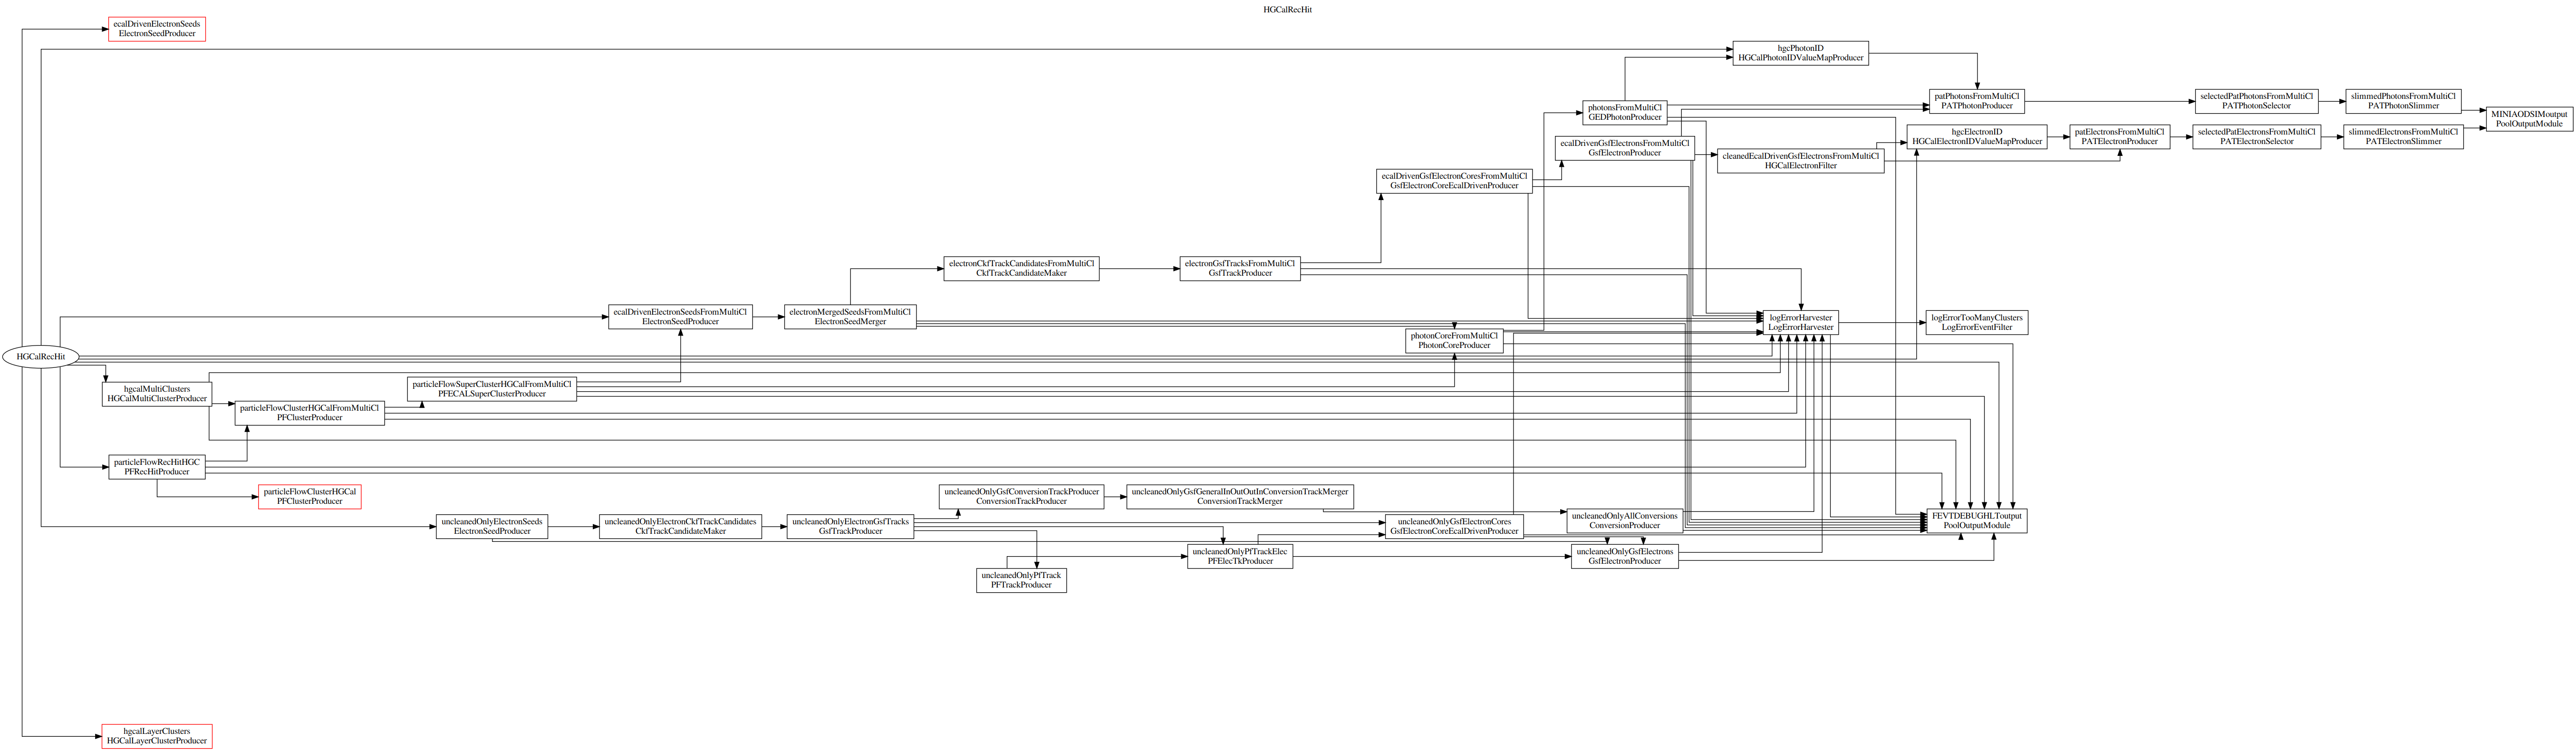 HGCalRecHit
ecalDrivenElectronSeeds
ElectronSeedProducer
hgcPhotonID
HGCalPhotonIDValueMapProducer
photonsFromMultiCl
GEDPhotonProducer
patPhotonsFromMultiCl
PATPhotonProducer
selectedPatPhotonsFromMultiCl
PATPhotonSelector
slimmedPhotonsFromMultiCl
PATPhotonSlimmer
MINIAODSIMoutput
PoolOutputModule
ecalDrivenGsfElectronsFromMultiCl
GsfElectronProducer
cleanedEcalDrivenGsfElectronsFromMultiCl
HGCalElectronFilter
hgcElectronID
HGCalElectronIDValueMapProducer
patElectronsFromMultiCl
PATElectronProducer
selectedPatElectronsFromMultiCl
PATElectronSelector
slimmedElectronsFromMultiCl
PATElectronSlimmer
ecalDrivenGsfElectronCoresFromMultiCl
GsfElectronCoreEcalDrivenProducer
electronCkfTrackCandidatesFromMultiCl
CkfTrackCandidateMaker
electronGsfTracksFromMultiCl
GsfTrackProducer
ecalDrivenElectronSeedsFromMultiCl
ElectronSeedProducer
electronMergedSeedsFromMultiCl
ElectronSeedMerger
logErrorHarvester
LogErrorHarvester
logErrorTooManyClusters
LogErrorEventFilter
photonCoreFromMultiCl
PhotonCoreProducer
HGCalRecHit
hgcalMultiClusters
HGCalMultiClusterProducer
particleFlowSuperClusterHGCalFromMultiCl
PFECALSuperClusterProducer
particleFlowClusterHGCalFromMultiCl
PFClusterProducer
particleFlowRecHitHGC
PFRecHitProducer
particleFlowClusterHGCal
PFClusterProducer
uncleanedOnlyGsfConversionTrackProducer
ConversionTrackProducer
uncleanedOnlyGsfGeneralInOutOutInConversionTrackMerger
ConversionTrackMerger
uncleanedOnlyElectronSeeds
ElectronSeedProducer
uncleanedOnlyElectronCkfTrackCandidates
CkfTrackCandidateMaker
uncleanedOnlyElectronGsfTracks
GsfTrackProducer
uncleanedOnlyGsfElectronCores
GsfElectronCoreEcalDrivenProducer
uncleanedOnlyAllConversions
ConversionProducer
FEVTDEBUGHLToutput
PoolOutputModule
uncleanedOnlyPfTrackElec
PFElecTkProducer
uncleanedOnlyGsfElectrons
GsfElectronProducer
uncleanedOnlyPfTrack
PFTrackProducer
hgcalLayerClusters
HGCalLayerClusterProducer